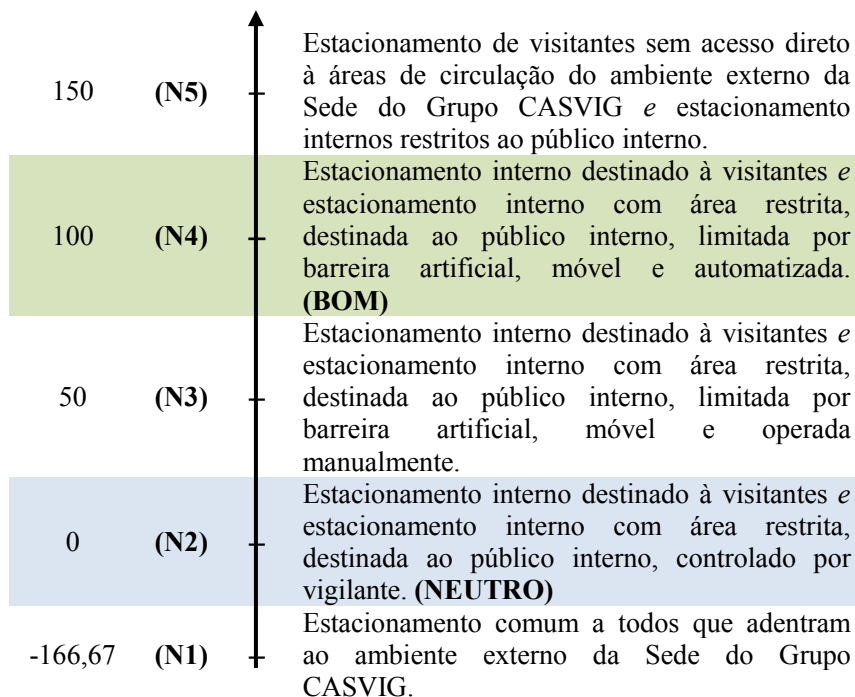 Estacionamento de visitantes sem acesso direto
à áreas de circulação do ambiente externo da
150 (N5) Sede do Grupo CASVIG e estacionamento
internos restritos ao público interno.
Estacionamento interno destinado à visitantes e
estacionamento interno com área restrita,
100 (N4) destinada ao público interno, limitada por
barreira artificial, móvel e automatizada.
(BOM)
Estacionamento interno destinado à visitantes e
estacionamento interno com área restrita,
50 (N3) destinada ao público interno, limitada por
barreira artificial, móvel e operada
manualmente.
Estacionamento interno destinado à visitantes e
estacionamento interno com área restrita,
0 (N2) destinada ao público interno, controlado por
vigilante. (NEUTRO)
Estacionamento comum a todos que adentram
-166,67 (N1) ao ambiente externo da Sede do Grupo
CASVIG.